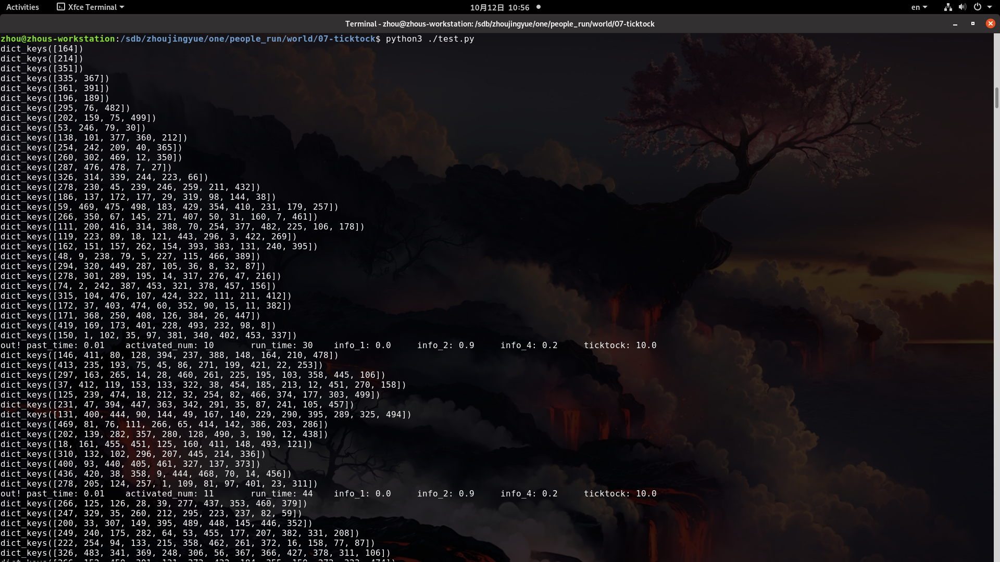 Activities
Xfce Terminal
10月12日 10:56
en
Terminal - zhou@zhous-workstation: /sdb/zhoujingyue/one/people_run/world/07-ticktock
zhou@zhous-workstation:/sdb/zhoujingyue/one/people_run/world/07-ticktock$ python3 ./test.py
dict_keys([164])
dict_keys([214])
dict_keys([351])
dict_keys([335, 367])
dict_keys([361, 391])
dict_keys([196, 189])
dict_keys([295, 76, 482])
dict_keys([202, 159, 75, 499])
dict_keys([53, 246, 79, 30])
dict_keys([138, 101, 377, 360, 212])
dict_keys([254, 242, 209, 40, 365])
dict_keys([260, 302, 469, 12, 350])
dict_keys([287, 476, 478, 7, 27])
dict_keys([326, 314, 339, 244, 223, 66])
dict_keys([278, 230, 45, 239, 246, 259, 211, 432])
dict_keys([186, 137, 172, 177, 29, 319, 98, 144, 38])
dict_keys([59, 469, 475, 498, 183, 429, 354, 410, 231, 179, 257])
dict_keys([266, 350, 67, 145, 271, 407, 50, 31, 160, 7, 461])
dict_keys([111, 200, 416, 314, 388, 70, 254, 377, 482, 225, 106, 178])
dict_keys([119, 223, 89, 18, 121, 443, 296, 3, 422, 269])
dict_keys([162, 151, 157, 262, 154, 393, 383, 131, 240, 395])
dict_keys([48, 9, 238, 79, 5, 227, 115, 466, 389])
dict_keys([294, 320, 449, 287, 105, 36, 8, 32, 87])
dict_keys([278, 301, 289, 195, 14, 317, 276, 47, 216])
dict_keys([74, 2, 242, 387, 453, 321, 378, 457, 156])
dict_keys([315, 104, 476, 107, 424, 322, 111, 211, 412])
dict_keys([172, 37, 403, 474, 60, 352, 90, 15, 11, 382])
dict_keys([171, 368, 250, 408, 126, 384, 26, 447])
dict_keys([419, 169, 173, 401, 228, 493, 232, 98, 8])
dict_keys([150, 1, 102, 35, 97, 381, 340, 402, 453, 337])
out! past_time: 0.01    activated_num: 10       run_time: 30    info_1: 0.0     info_2: 0.9     info_4: 0.2     ticktock: 10.0
dict_keys([146, 411, 80, 128, 394, 237, 388, 148, 164, 210, 478])
dict_keys([413, 235, 193, 75, 45, 86, 271, 199, 421, 22, 253])
dict_keys([297, 163, 265, 14, 28, 460, 261, 225, 195, 103, 358, 445, 106])
dict_keys([37, 412, 119, 153, 133, 322, 38, 454, 185, 213, 12, 451, 270, 158])
dict_keys([125, 239, 474, 18, 212, 32, 254, 82, 466, 374, 177, 303, 499])
dict_keys([231, 47, 394, 447, 363, 342, 291, 35, 87, 241, 105, 457])
dict_keys([131, 400, 444, 90, 144, 49, 167, 140, 229, 290, 395, 289, 325, 494])
dict_keys([469, 81, 76, 111, 266, 65, 414, 142, 386, 203, 286])
dict_keys([202, 139, 282, 357, 280, 128, 490, 3, 190, 12, 438])
dict_keys([18, 161, 455, 451, 125, 160, 411, 148, 493, 121])
dict_keys([310, 132, 102, 296, 207, 445, 214, 336])
dict_keys([400, 93, 440, 405, 461, 327, 137, 373])
dict_keys([436, 420, 38, 358, 9, 444, 468, 70, 14, 456])
dict_keys([278, 205, 124, 257, 1, 109, 81, 97, 401, 23, 311])
out! past_time: 0.01    activated_num: 11       run_time: 44    info_1: 0.0     info_2: 0.9     info_4: 0.2     ticktock: 10.0
dict_keys([266, 125, 126, 28, 39, 277, 437, 353, 460, 379])
dict_keys([247, 329, 35, 260, 212, 295, 223, 237, 82, 59])
dict_keys([200, 33, 307, 149, 395, 489, 448, 145, 446, 352])
dict_keys([249, 240, 175, 282, 64, 53, 455, 177, 207, 382, 331, 208])
dict_keys([222, 254, 94, 133, 215, 358, 462, 261, 372, 16, 158, 77, 87])
dict_keys([326, 483, 341, 369, 248, 306, 56, 367, 366, 427, 378, 311, 106])